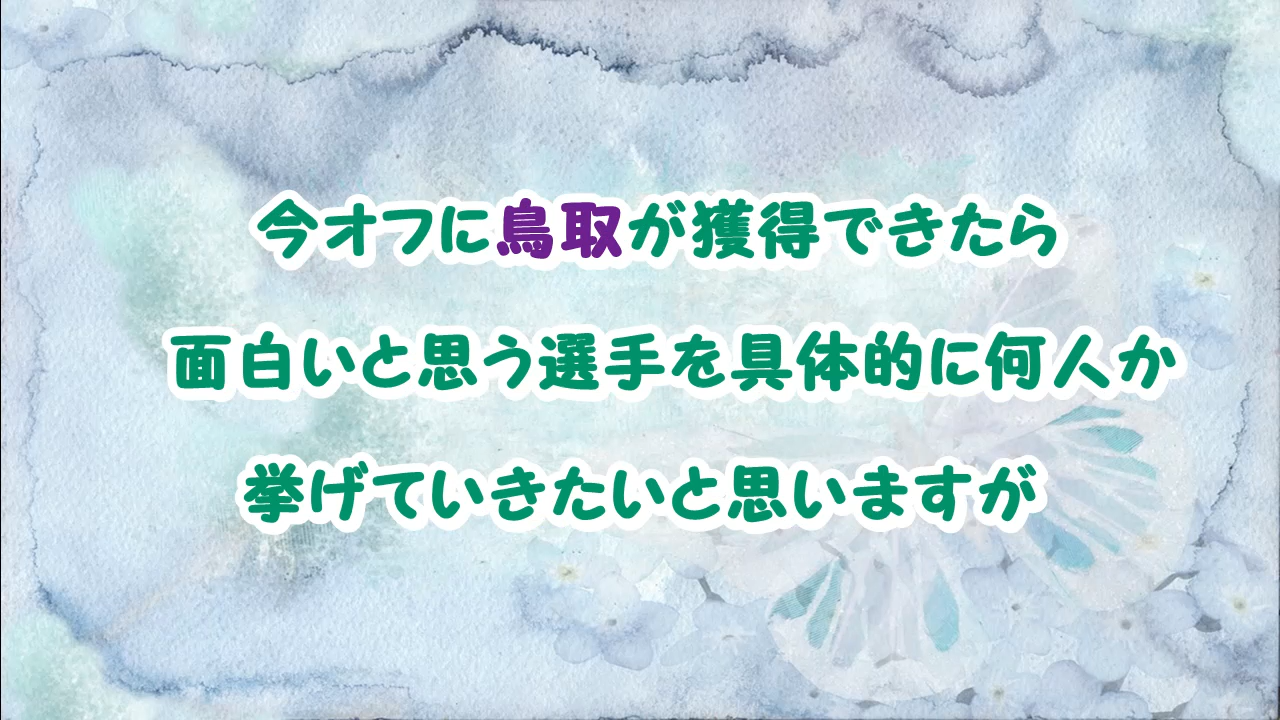 今オフに鳥取が獲得できたら
面白いと思う選手を具体的に何人か
挙げていきたいと思いますが